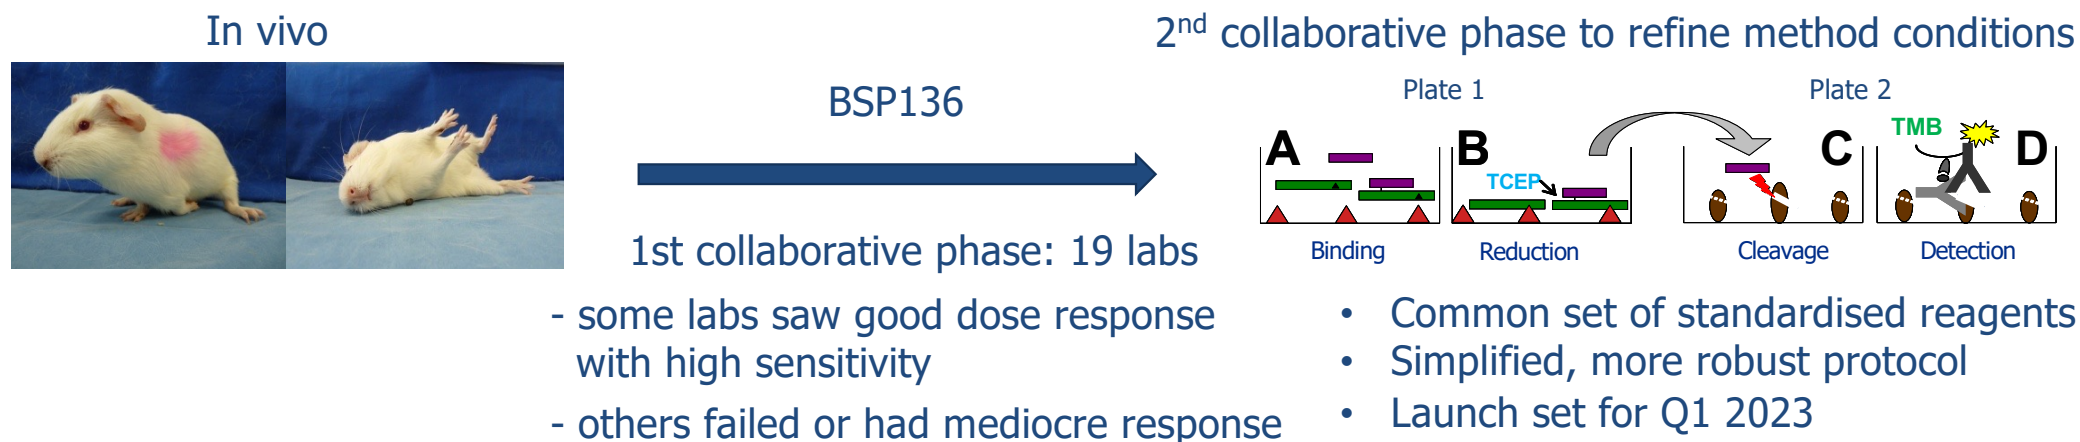 In vivo
BSP136
1st collaborative phase: 19 labs
- some labs saw good dose response
with high sensitivity
- others failed or had mediocre response
2nd collaborative phase to refine method conditions
Plate 1
Plate 2
A
B
TCEP
C
TMB
D
Binding
Reduction
Cleavage
Detection
• Common set of standardised reagents
• Simplified, more robust protocol
• Launch set for Q1 2023